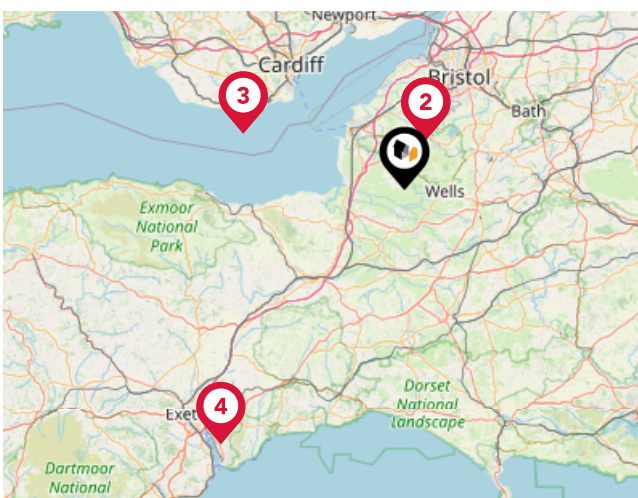 Newport
Cardiff
3
Bristol
2
Bath
Wells
Exmoor
National
Park
4
Exet
Dorset
National
Landscape
Dartmoor
National